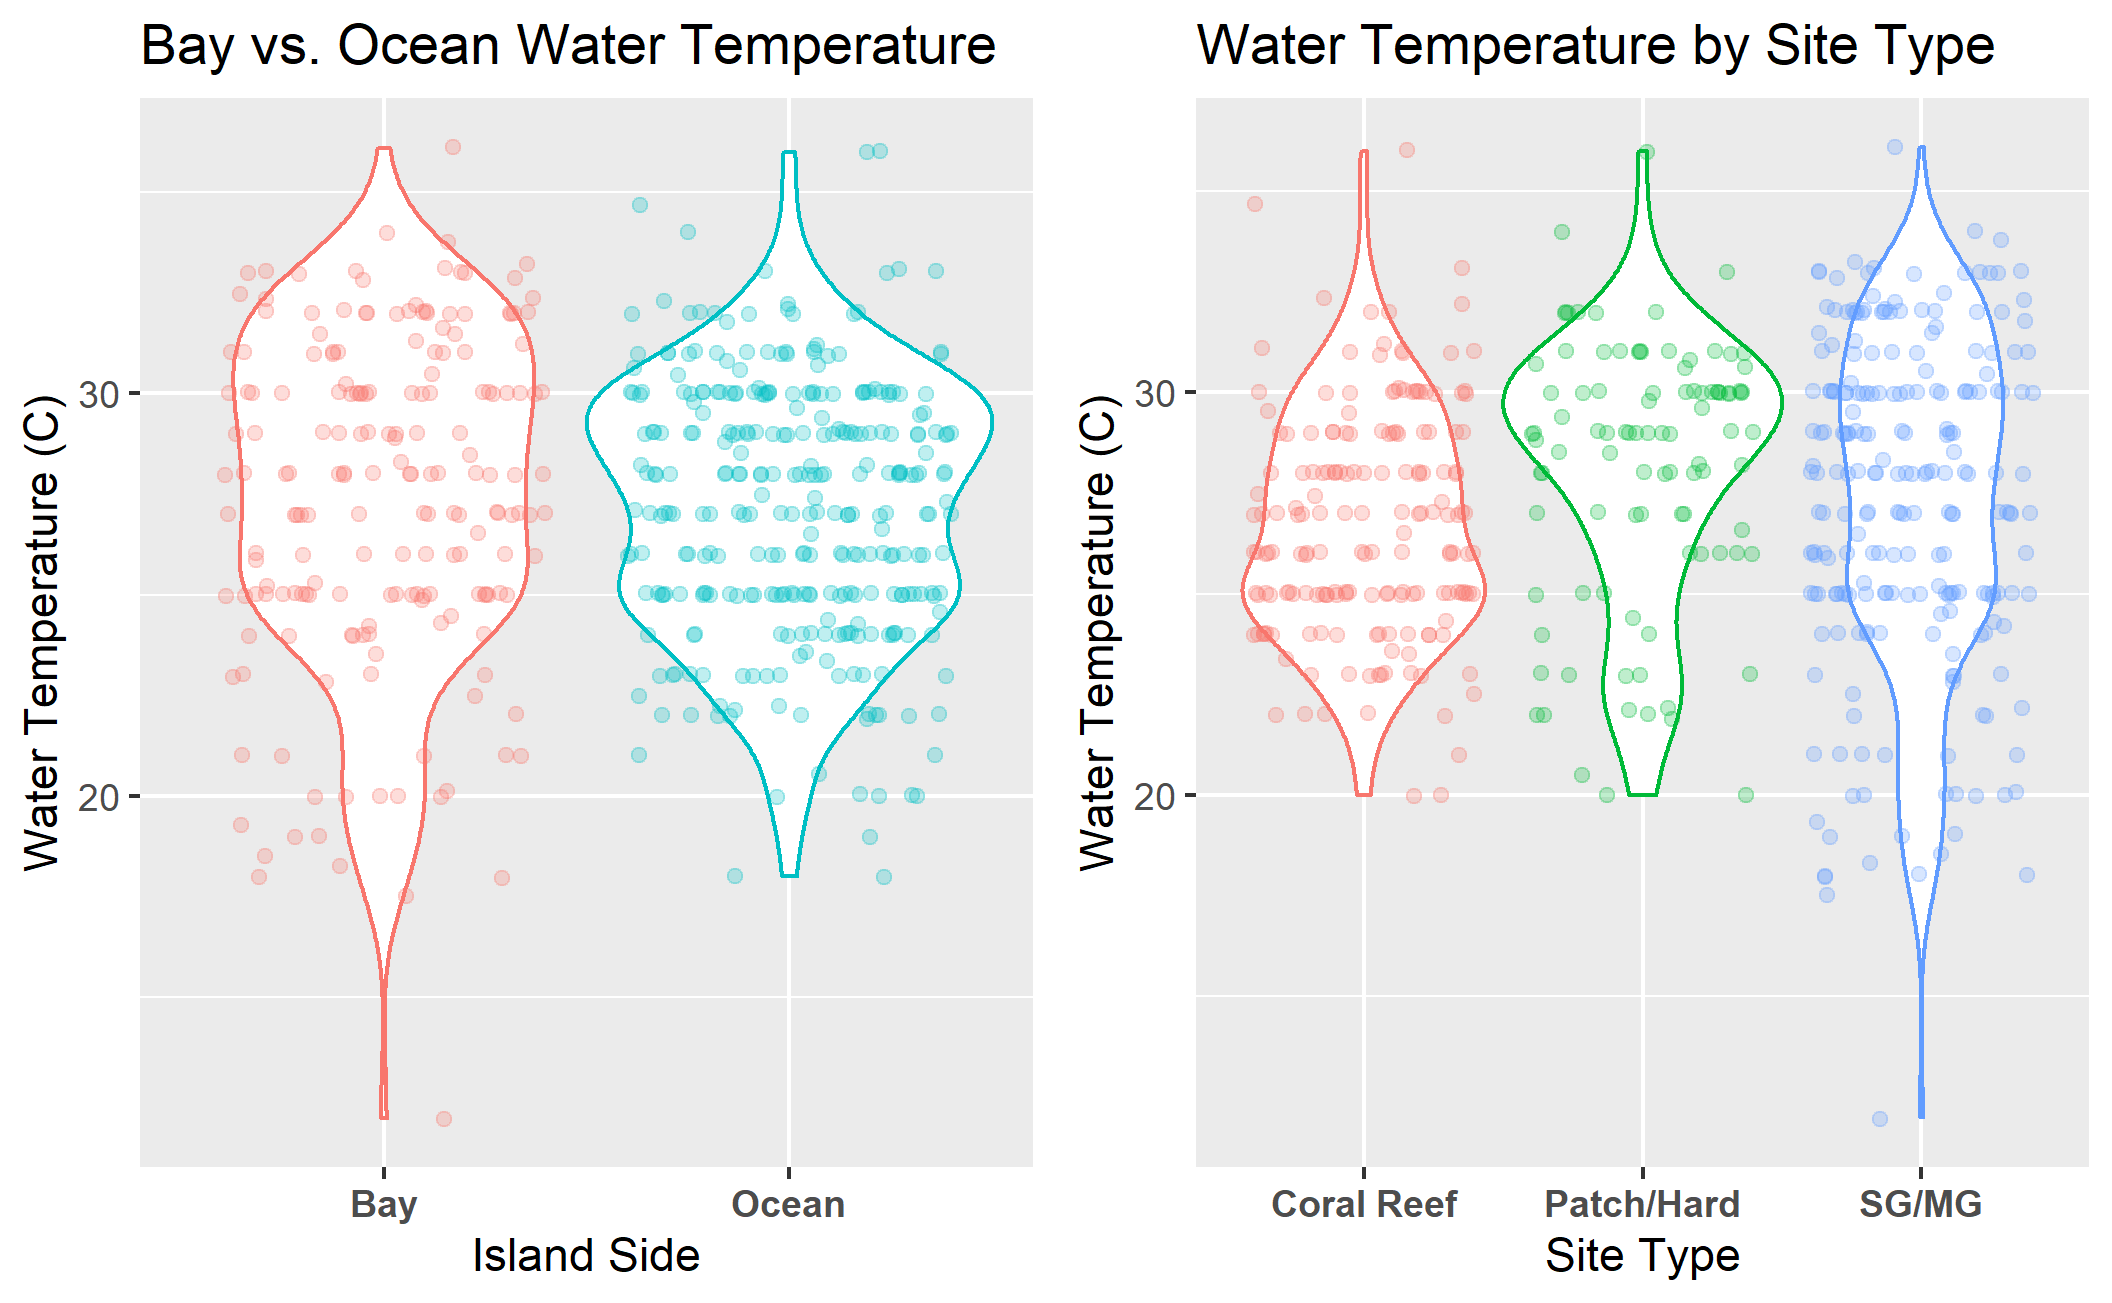 Bay vs. Ocean Water Temperature
Water Temperature (C)
30
20
Bay
Ocean
Island Side
Water Temperature by Site Type
Water Temperature (C)
30
20
Coral Reef
Patch/Hard
SG/MG
Site Type